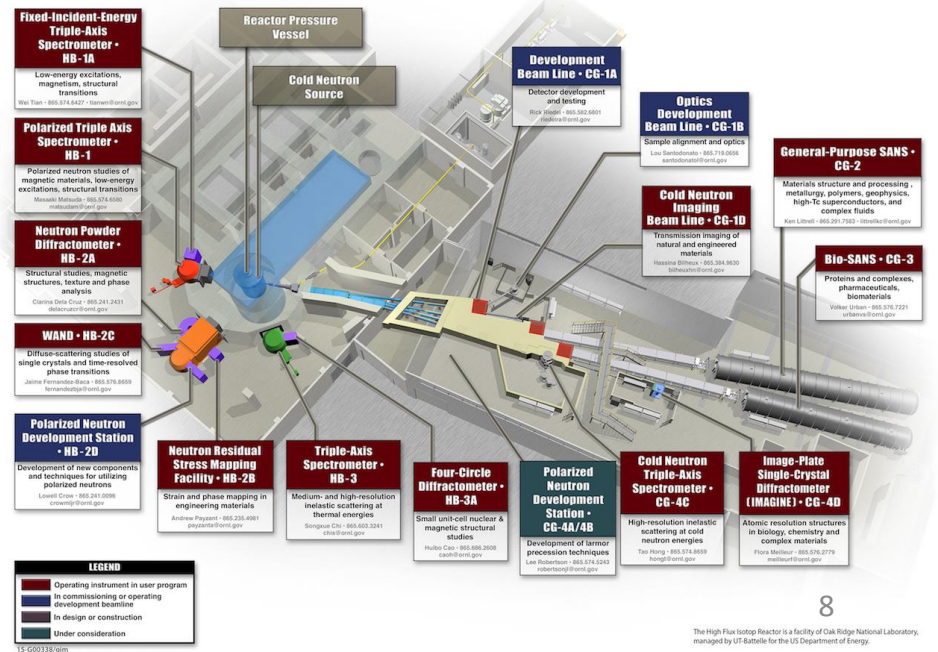 Fixed-Incident-Energy
Triple-Axis
Spectrometer •
HB-1A
Low-energy excitations,
magnetism, structural
transitions
Wei Tian • 865.574.6427 • tianwn@ornl.gov
Polarized Triple Axis
Spectrometer •
HB-1
Polarized neutron studies of
magnetic materials, low-energy
excitations, structural transitions
Masaaki Matsuda • 865.574.6580
matsudam@ornl.gov
Neutron Powder
Diffractometer •
HB-2A
Structural studies, magnetic
structures, texture and phase
analysis
Clarina Dela Cruz • 865.241.2431
delacruzcr@ornl.gov
WAND • HB-2C
Diffuse-scattering studies of
single crystals and time-resolved
phase transitions
Jaime Fernandez-Baca • 865.576.8659
fernandezbja@ornl.gov
Polarized Neutron
Development Station
• HB-2D
Development of new components
and techniques for utilizing
polarized neutrons
Lowell Crow • 865.241.0096
crowmljr@ornl.gov
Reactor Pressure
Vessel
Cold Neutron
Source
Development
Beam Line • CG-1A
Detector development
and testing
Rick Riedel • 865.582.6801
riedelra@ornl.gov
Optics
Development
Beam Line • CG-1B
Sample alignment and optics
Lou Santodonato • 865.719.0656
santodonatol@ornl.gov
Cold Neutron
Imaging
Beam Line • CG-1D
Transmission imaging of
natural and engineered
materials
Hassina Bilheux • 865.384.9630
bilheuxhn@ornl.gov
General-Purpose SANS •
CG-2
Materials structure and processing ,
metallurgy, polymers, geophysics,
high-Tc superconductors, and
complex fluids
Ken Littrell • 865.291.7583 • littrellkc@ornl.gov
Bio-SANS • CG-3
Proteins and complexes,
pharmaceuticals,
biomaterials
Volker Urban • 865.576.7221
urbanvs@ornl.gov
Neutron Residual
Stress Mapping
Facility • HB-2B
Strain and phase mapping in
engineering materials
Andrew Payzant • 865.235.4981
payzanta@ornl.gov
Triple-Axis
Spectrometer •
HB-3
Medium- and high-resolution
inelastic scattering at
thermal energies
Songxue Chi • 865.603.3241
chis@ornl.gov
Four-Circle
Diffractometer •
HB-3A
Small unit-cell nuclear &
magnetic structural
studies
Huibo Cao • 865.686.2608
caoh@ornl.gov
Polarized
Neutron
Development
Station •
CG-4A/4B
Development of larmor
precession techniques
Lee Robertson • 865.574.5243
robertsonjl@ornl.gov
Cold Neutron
Triple-Axis
Spectrometer •
CG-4C
High-resolution inelastic
scattering at cold
neutron energies
Tao Hong • 865.574.8659
hongt@ornl.gov
Image-Plate
Single-Crystal
Diffractometer
(IMAGINE) • CG-4D
Atomic resolution structures
in biology, chemistry and
complex materials
Flora Meilleur • 865.576.2779
meilleurf@ornl.gov
LEGEND
Operating instrument in user program
In commissioning or operating
development beamline
In design or construction
Under consideration
15-G00338/gim
8
The High Flux Isotop Reactor is a facility of Oak Ridge National Laboratory,
managed by UT-Battelle for the US Department of Energy.